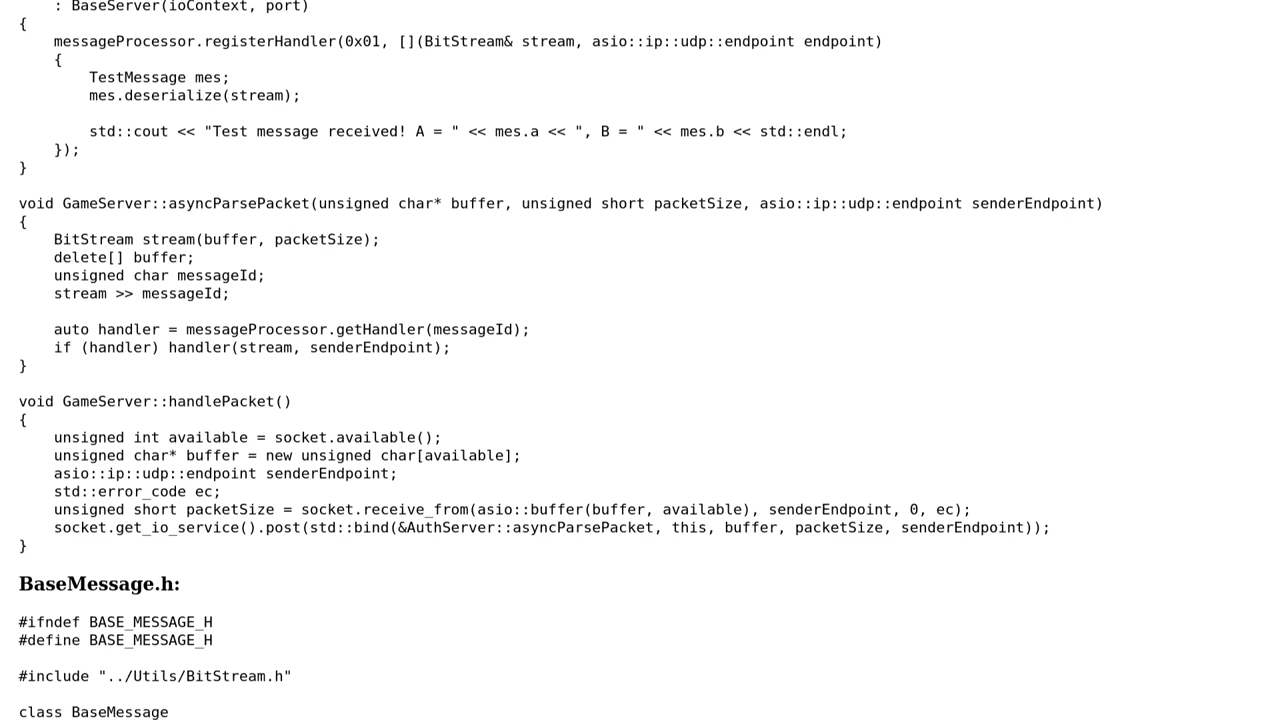 : BaseServer(ioContext, port)
{
    messageProcessor.registerHandler(0x01, [](BitStream& stream, asio::ip::udp::endpoint endpoint)
    {
        TestMessage mes;
        mes.deserialize(stream);

        std::cout << "Test message received! A = " << mes.a << ", B = " << mes.b << std::endl;
    });
}

void GameServer::asyncParsePacket(unsigned char* buffer, unsigned short packetSize, asio::ip::udp::endpoint senderEndpoint)
{
    BitStream stream(buffer, packetSize);
    delete[] buffer;
    unsigned char messageId;
    stream >> messageId;

    auto handler = messageProcessor.getHandler(messageId);
    if (handler) handler(stream, senderEndpoint);
}

void GameServer::handlePacket()
{
    unsigned int available = socket.available();
    unsigned char* buffer = new unsigned char[available];
    asio::ip::udp::endpoint senderEndpoint;
    std::error_code ec;
    unsigned short packetSize = socket.receive_from(asio::buffer(buffer, available), senderEndpoint, 0, ec);
    socket.get_io_service().post(std::bind(&AuthServer::asyncParsePacket, this, buffer, packetSize, senderEndpoint));
}

BaseMessage.h:

#ifndef BASE_MESSAGE_H
#define BASE_MESSAGE_H

#include "../Utils/BitStream.h"

class BaseMessage